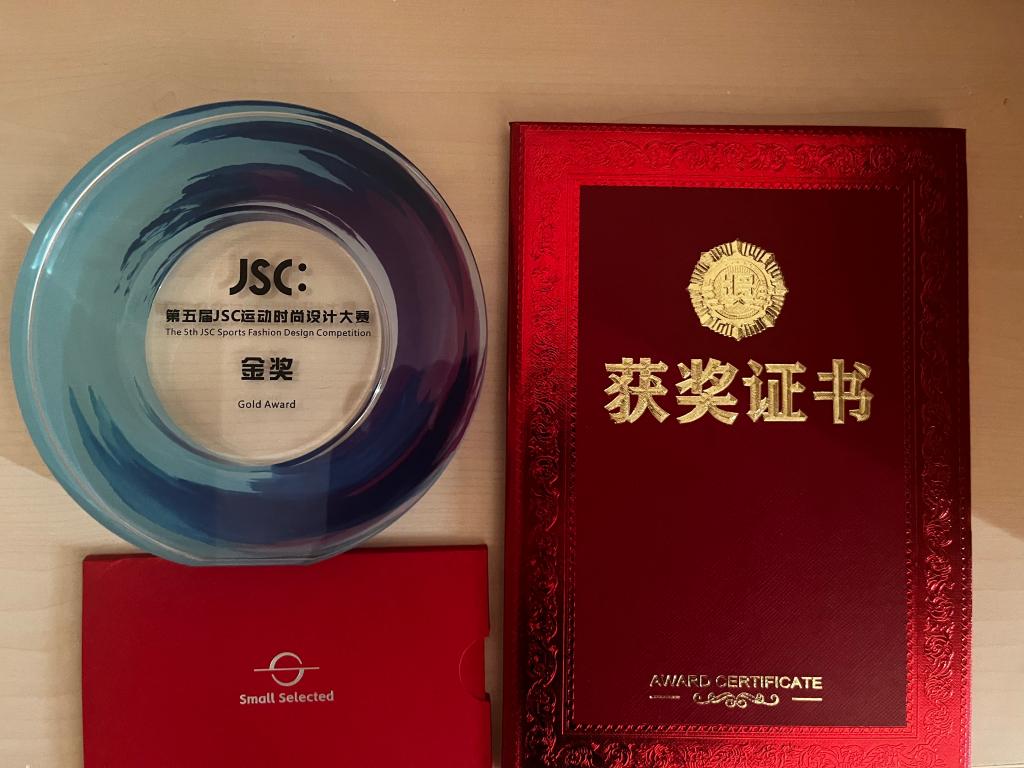 JSC:
第五届JSC运动时尚设计大赛
The 5th JSC Sports Fashion Design Competition
金奖
Gold Award
Small Selected
奖
获奖证书
AWARD CERTIFICATE